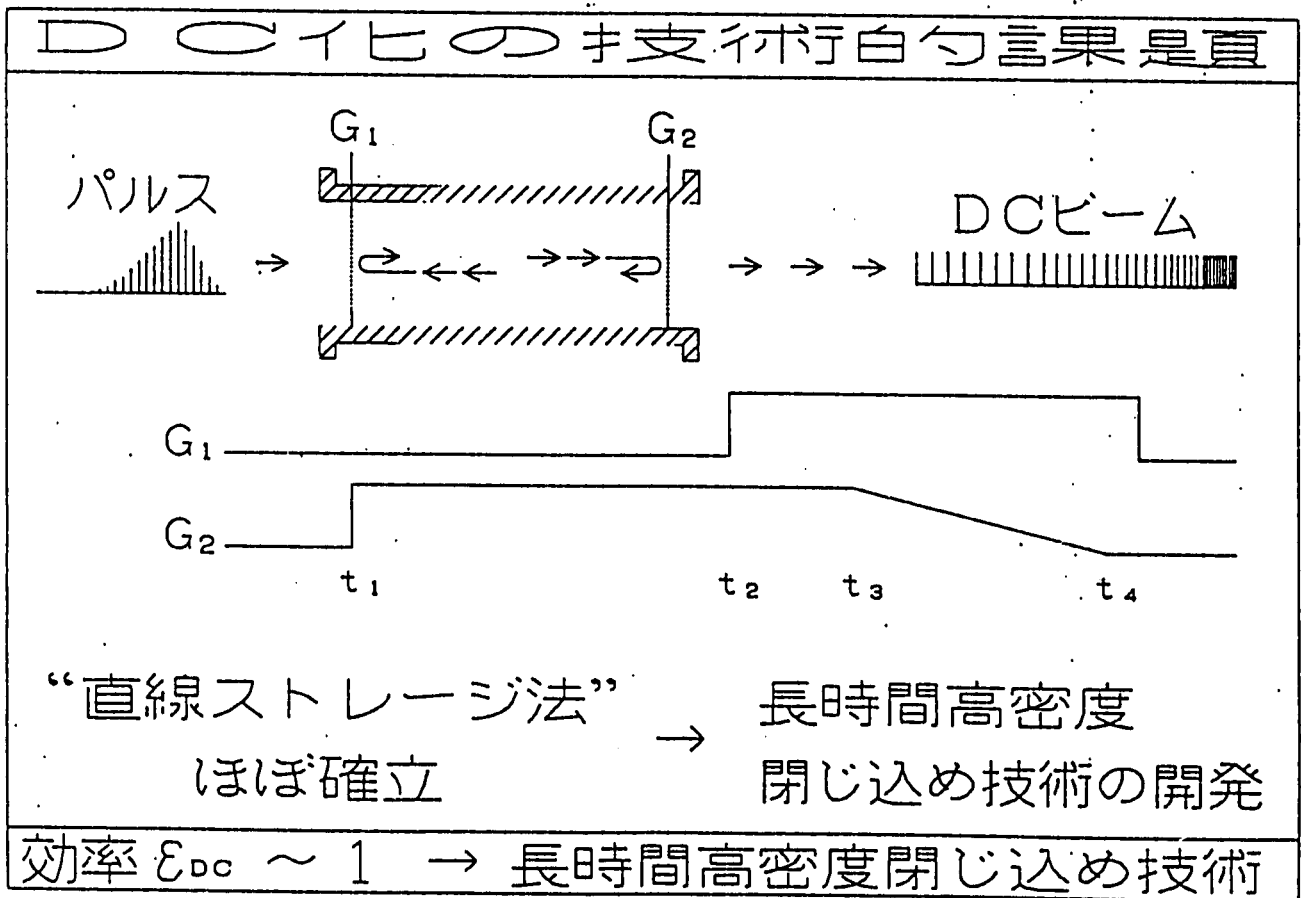 DC化の技術的課題
G₁ G₂
パルス
DCビーム
G₁
G₂
t₁ t₂ t₃ t₄
“直線ストレージ法” → 長時間高密度
ほぼ確立 閉じ込め技術の開発
効率 εDC ～ 1 → 長時間高密度閉じ込め技術